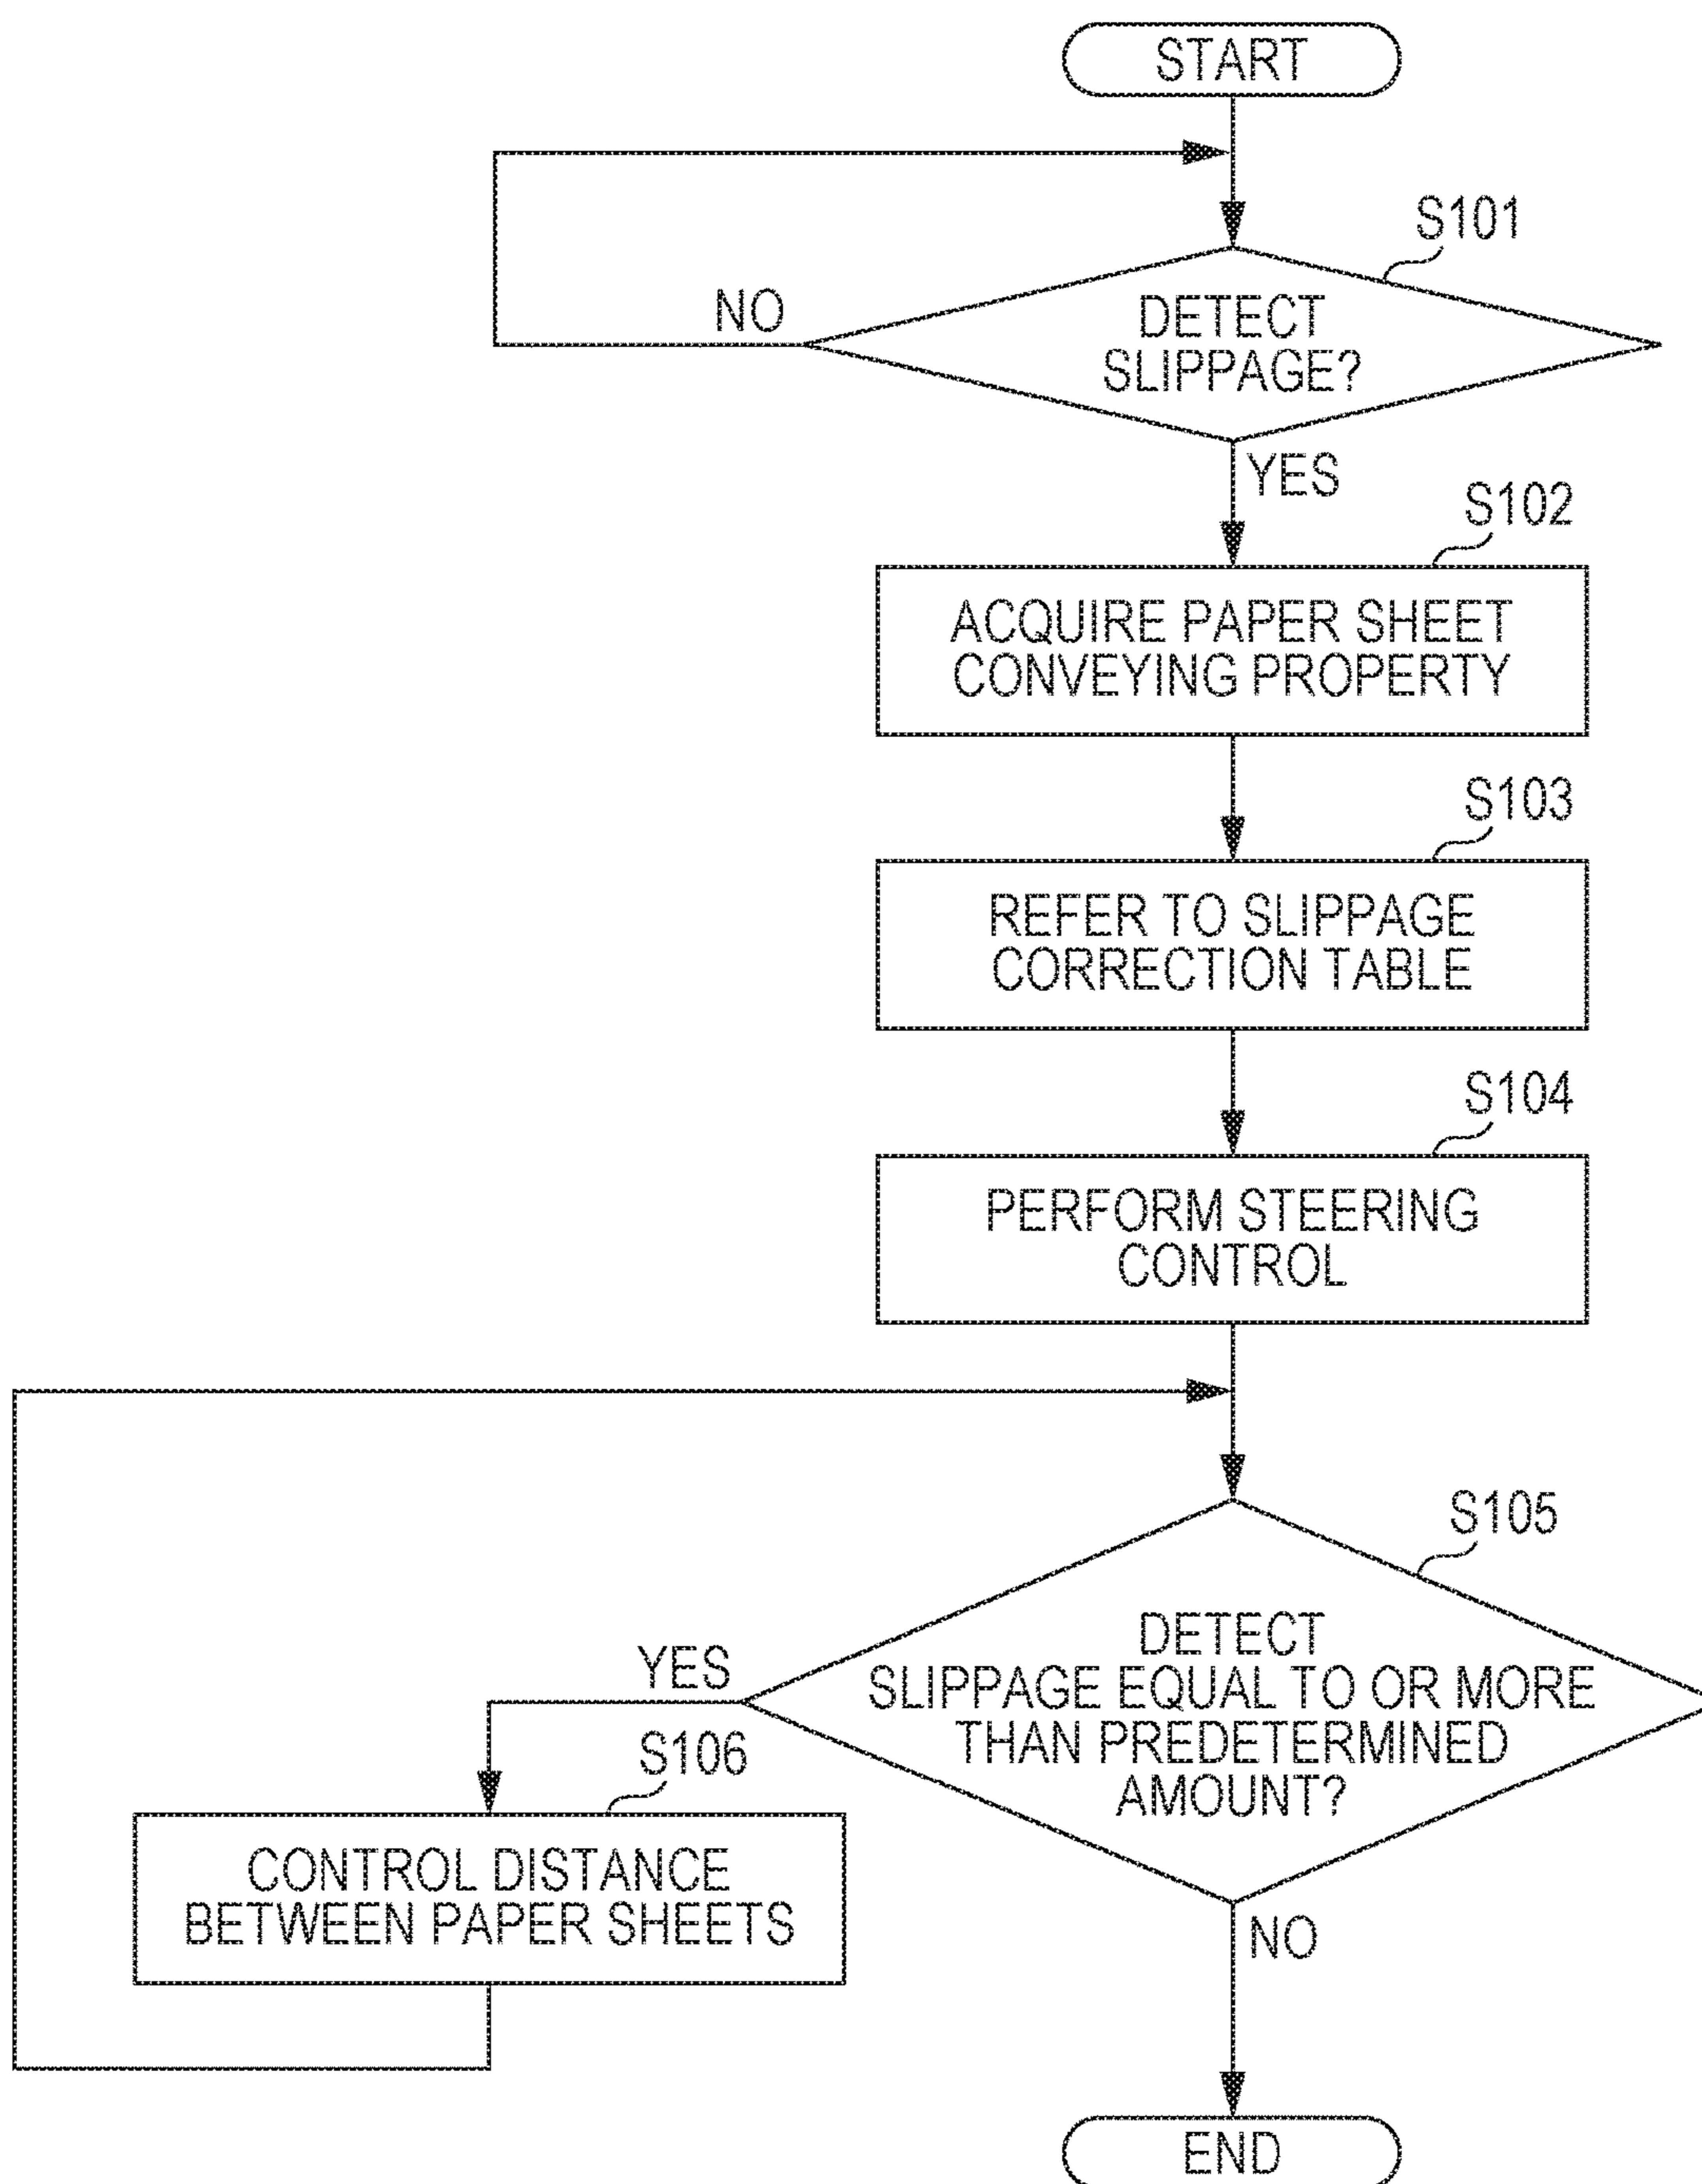 START
S101
NO
DETECT
SLIPPAGE?
YES
S102
ACQUIRE PAPER SHEET
CONVEYING PROPERTY
S103
REFER TO SLIPPAGE
CORRECTION TABLE
S104
PERFORM STEERING
CONTROL
S105
DETECT
SLIPPAGE EQUAL TO OR MORE
THAN PREDETERMINED
AMOUNT?
YES
S106
CONTROL DISTANCE
BETWEEN PAPER SHEETS
NO
END